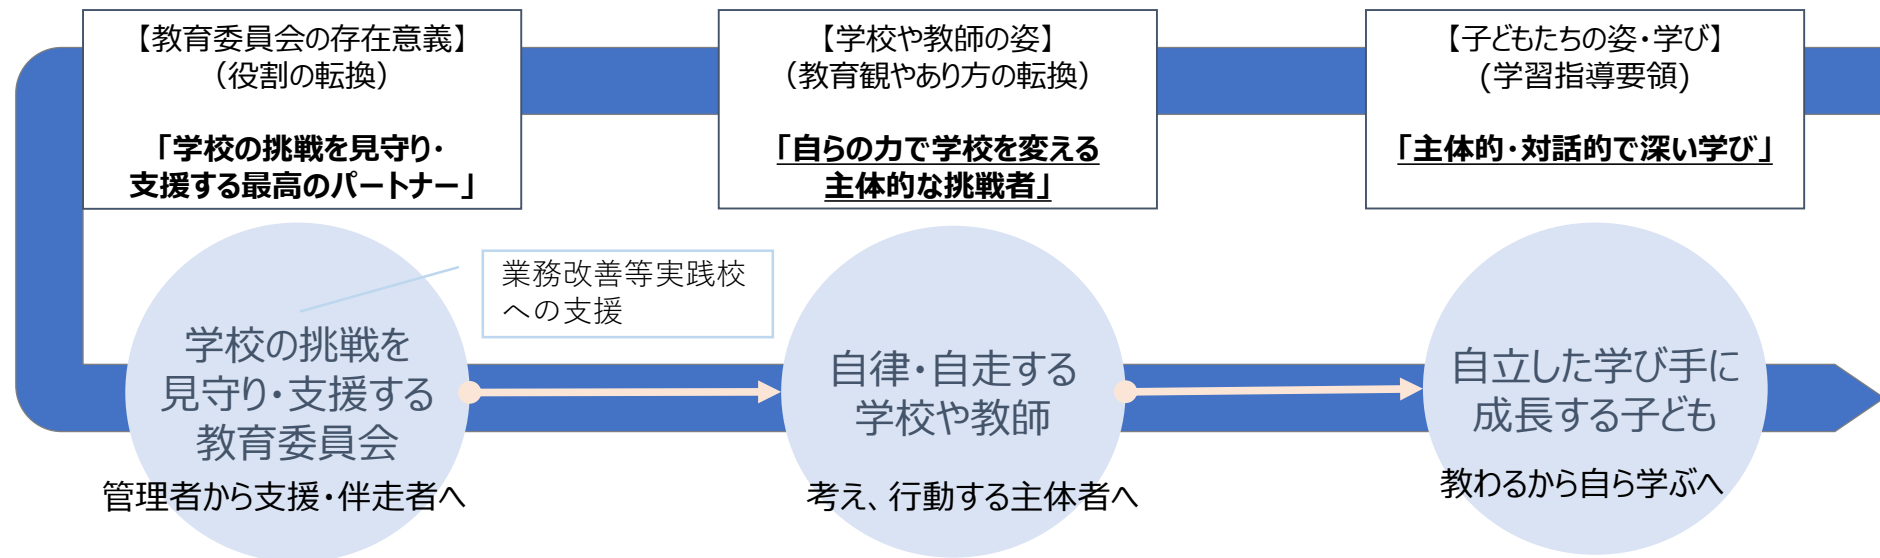 【教育委員会の存在意義】
（役割の転換）
「学校の挑戦を見守り・
支援する最高のパートナー」
【学校や教師の姿】
（教育観やあり方の転換）
「自らの力で学校を変える
主体的な挑戦者」
【子どもたちの姿・学び】
(学習指導要領)
「主体的・対話的で深い学び」
業務改善等実践校
への支援
学校の挑戦を
見守り・支援する
教育委員会
管理者から支援・伴走者へ
自律・自走する
学校や教師
考え、行動する主体者へ
自立した学び手に
成長する子ども
教わるから自ら学ぶへ